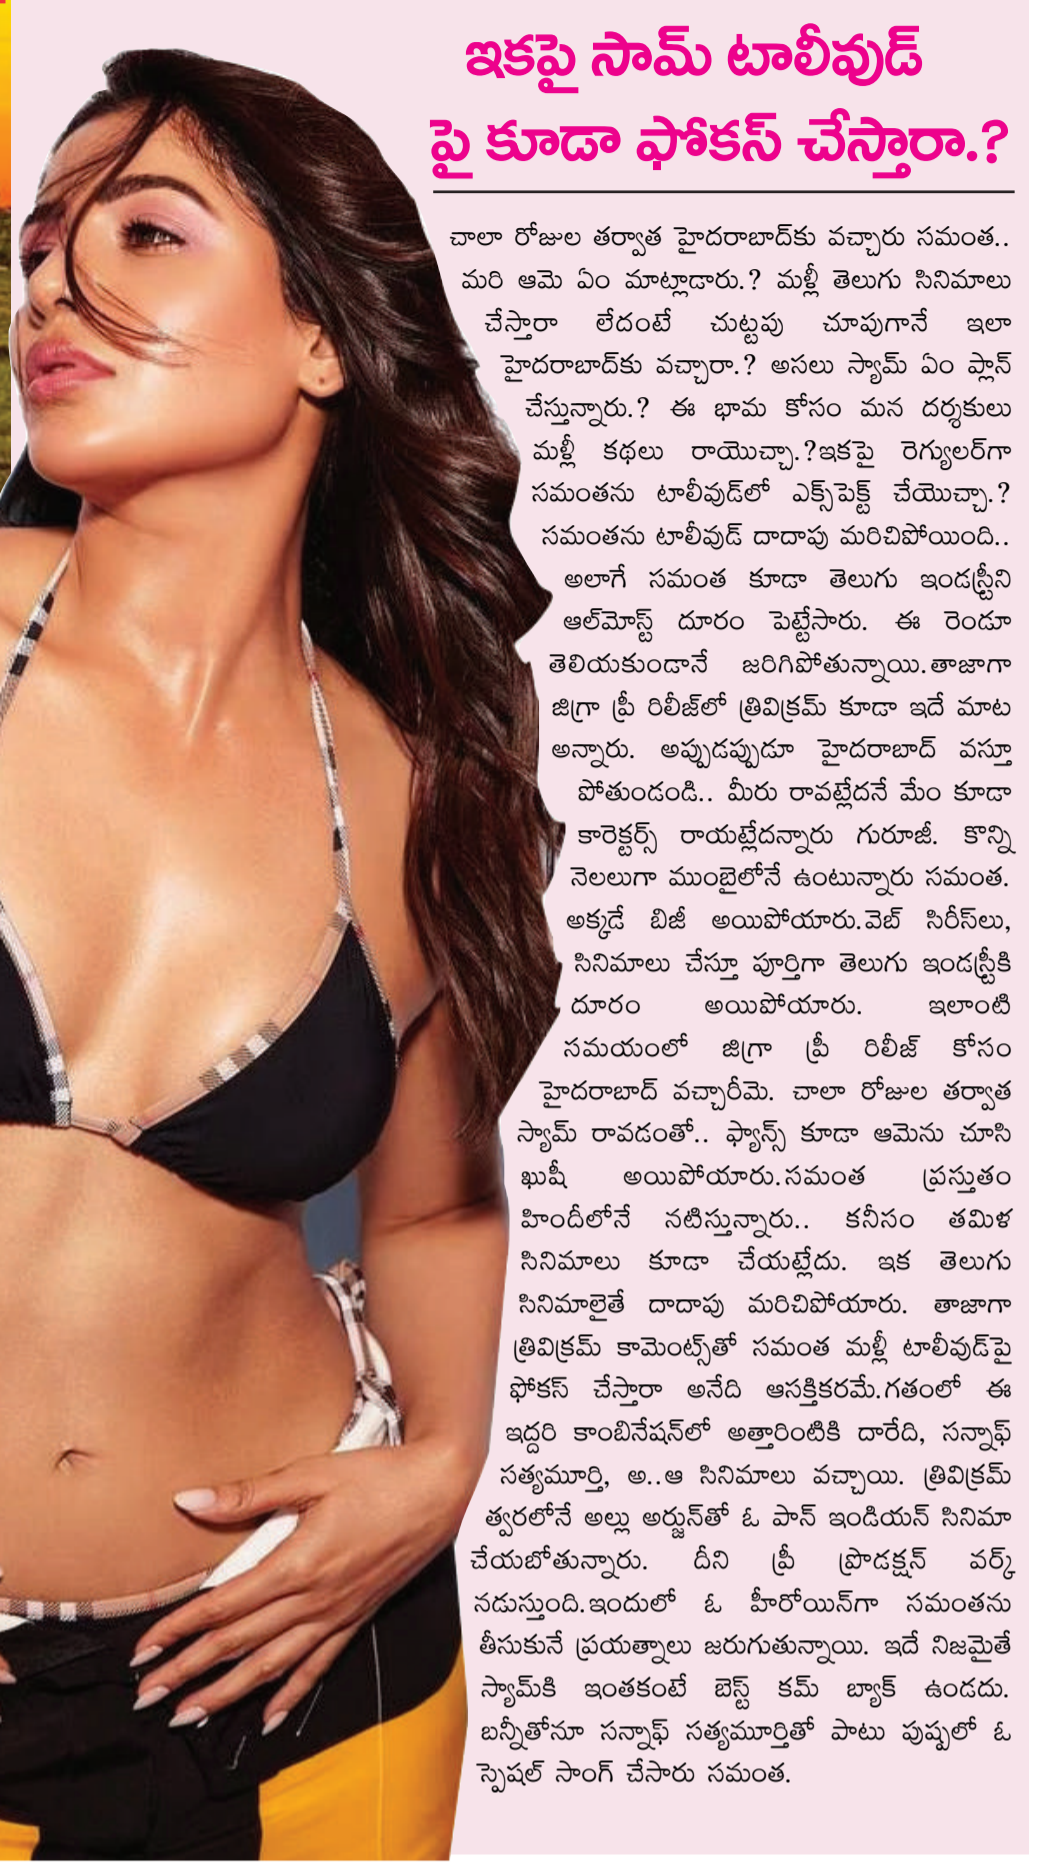 ఇకపై సామ్ టాలీవుడ్
పై కూడా ఫోకస్ చేస్తారా.?
చాలా రోజుల తర్వాత హైదరాబాద్‌కు వచ్చారు సమంత..
మరి ఆమె ఏం మాట్లాడారు.? మళ్లీ తెలుగు సినిమాలు
చేస్తారా లేదంటే చుట్టపు చూపుగానే ఇలా
హైదరాబాద్‌కు వచ్చారా.? అసలు స్యామ్ ఏం ప్లాన్
చేస్తున్నారు.? ఈ భామ కోసం మన దర్శకులు
మళ్లీ కథలు రాయొచ్చా.?ఇకపై రెగ్యులర్‌గా
సమంతను టాలీవుడ్‌లో ఎక్స్‌పెక్ట్ చేయొచ్చా.?
సమంతను టాలీవుడ్ దాదాపు మరిచిపోయింది..
అలాగే సమంత కూడా తెలుగు ఇండస్ట్రీని
ఆల్‌మోస్ట్ దూరం పెట్టేసారు. ఈ రెండూ
తెలియకుండానే జరిగిపోతున్నాయి.తాజాగా
జిగ్రా ప్రీ రిలీజ్‌లో త్రివిక్రమ్ కూడా ఇదే మాట
అన్నారు. అప్పుడప్పుడూ హైదరాబాద్ వస్తూ
పోతుండండి.. మీరు రావట్లేదనే మేం కూడా
కారెక్టర్స్ రాయట్లేదన్నారు గురూజీ. కొన్ని
నెలలుగా ముంబైలోనే ఉంటున్నారు సమంత.
అక్కడే బిజీ అయిపోయారు.వెబ్ సిరీస్‌లు,
సినిమాలు చేస్తూ పూర్తిగా తెలుగు ఇండస్ట్రీకి
దూరం అయిపోయారు. ఇలాంటి
సమయంలో జిగ్రా ప్రీ రిలీజ్ కోసం
హైదరాబాద్ వచ్చారీమె. చాలా రోజుల తర్వాత
స్యామ్ రావడంతో.. ఫ్యాన్స్ కూడా ఆమెను చూసి
ఖుషీ అయిపోయారు.సమంత ప్రస్తుతం
హిందీలోనే నటిస్తున్నారు.. కనీసం తమిళ
సినిమాలు కూడా చేయట్లేదు. ఇక తెలుగు
సినిమాలైతే దాదాపు మరిచిపోయారు. తాజాగా
త్రివిక్రమ్ కామెంట్స్‌తో సమంత మళ్లీ టాలీవుడ్‌పై
ఫోకస్ చేస్తారా అనేది ఆసక్తికరమే.గతంలో ఈ
ఇద్దరి కాంబినేషన్‌లో అత్తారింటికి దారేది, సన్నాఫ్
సత్యమూర్తి, అ..ఆ సినిమాలు వచ్చాయి. త్రివిక్రమ్
త్వరలోనే అల్లు అర్జున్‌తో ఓ పాన్ ఇండియన్ సినిమా
చేయబోతున్నారు. దీని ప్రీ ప్రొడక్షన్ వర్క్
నడుస్తుంది.ఇందులో ఓ హీరోయిన్‌గా సమంతను
తీసుకునే ప్రయత్నాలు జరుగుతున్నాయి. ఇదే నిజమైతే
స్యామ్‌కి ఇంతకంటే బెస్ట్ కమ్ బ్యాక్ ఉండదు.
బన్నీతోనూ సన్నాఫ్ సత్యమూర్తితో పాటు పుష్పలో ఓ
స్పెషల్ సాంగ్ చేసారు సమంత.